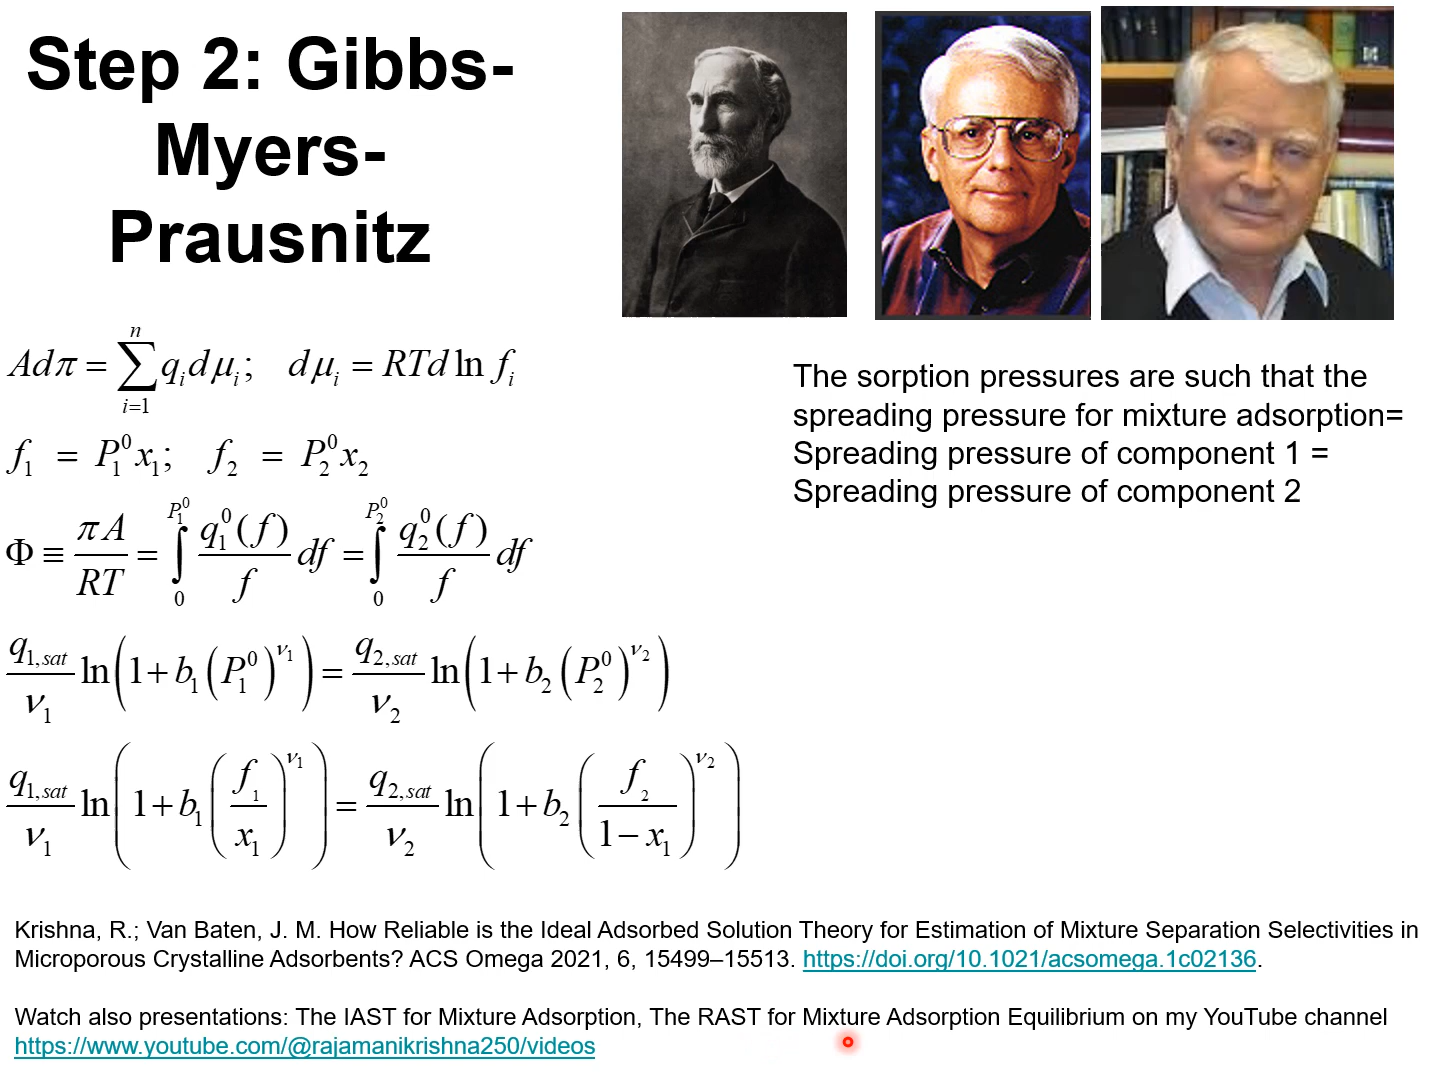 Step 2: Gibbs-
Myers-
Prausnitz
Adπ = ∑_{i=1}^{n} q_i dμ_i; dμ_i = RTd ln f_i
f_1 = P_1^0 x_1; f_2 = P_2^0 x_2
Φ ≡ πA/RT = ∫_0^{P_1^0} q_1^0(f)/f df = ∫_0^{P_2^0} q_2^0(f)/f df
q_{1,sat}/ν_1 ln(1+b_1(P_1^0)^{ν_1}) = q_{2,sat}/ν_2 ln(1+b_2(P_2^0)^{ν_2})
q_{1,sat}/ν_1 ln(1+b_1(f_1/x_1)^{ν_1}) = q_{2,sat}/ν_2 ln(1+b_2(f_2/(1−x_1))^{ν_2})
The sorption pressures are such that the
spreading pressure for mixture adsorption=
Spreading pressure of component 1 =
Spreading pressure of component 2
Krishna, R.; Van Baten, J. M. How Reliable is the Ideal Adsorbed Solution Theory for Estimation of Mixture Separation Selectivities in
Microporous Crystalline Adsorbents? ACS Omega 2021, 6, 15499–15513. https://doi.org/10.1021/acsomega.1c02136.
Watch also presentations: The IAST for Mixture Adsorption, The RAST for Mixture Adsorption Equilibrium on my YouTube channel
https://www.youtube.com/@rajamanikrishna250/videos